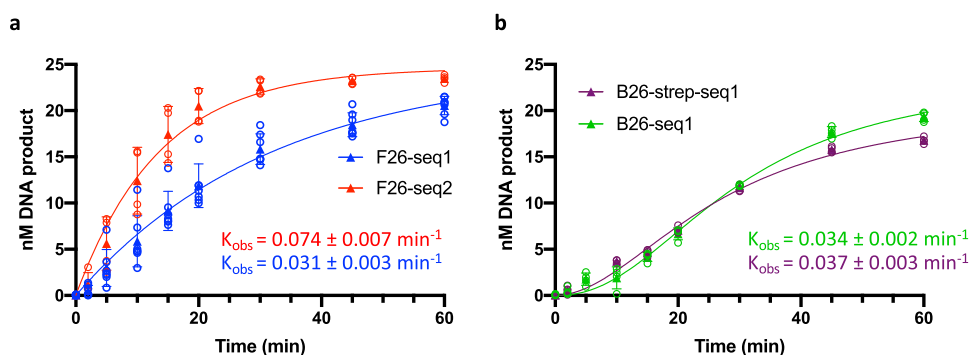 a
25
20
15
10
5
0
nM DNA product
0
20
40
60
Time (min)
F26-seq1
F26-seq2
Kobs = 0.074 ± 0.007 min-1
Kobs = 0.031 ± 0.003 min-1
b
25
20
15
10
5
0
nM DNA product
0
20
40
60
Time (min)
B26-strep-seq1
B26-seq1
Kobs = 0.034 ± 0.002 min-1
Kobs = 0.037 ± 0.003 min-1